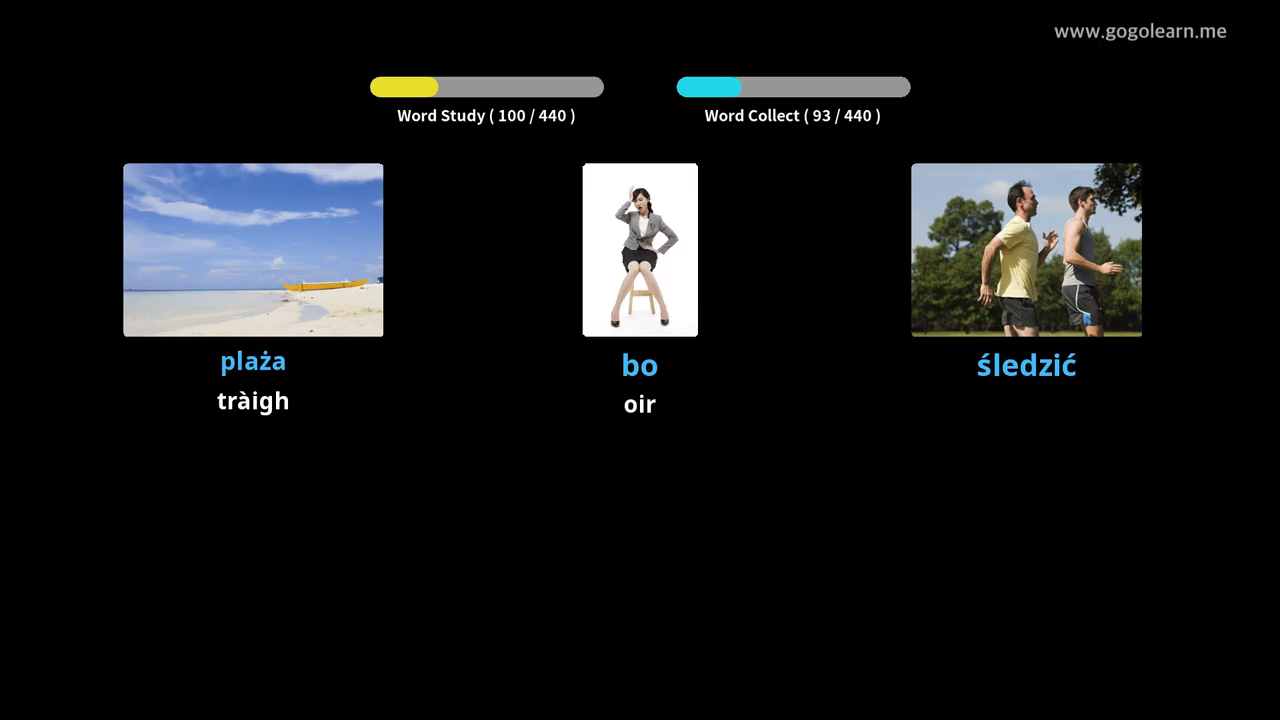 www.gogolearn.me
Word Study ( 100 / 440 )
Word Collect ( 93 / 440 )
plaża
tràigh
bo
oir
śledzić